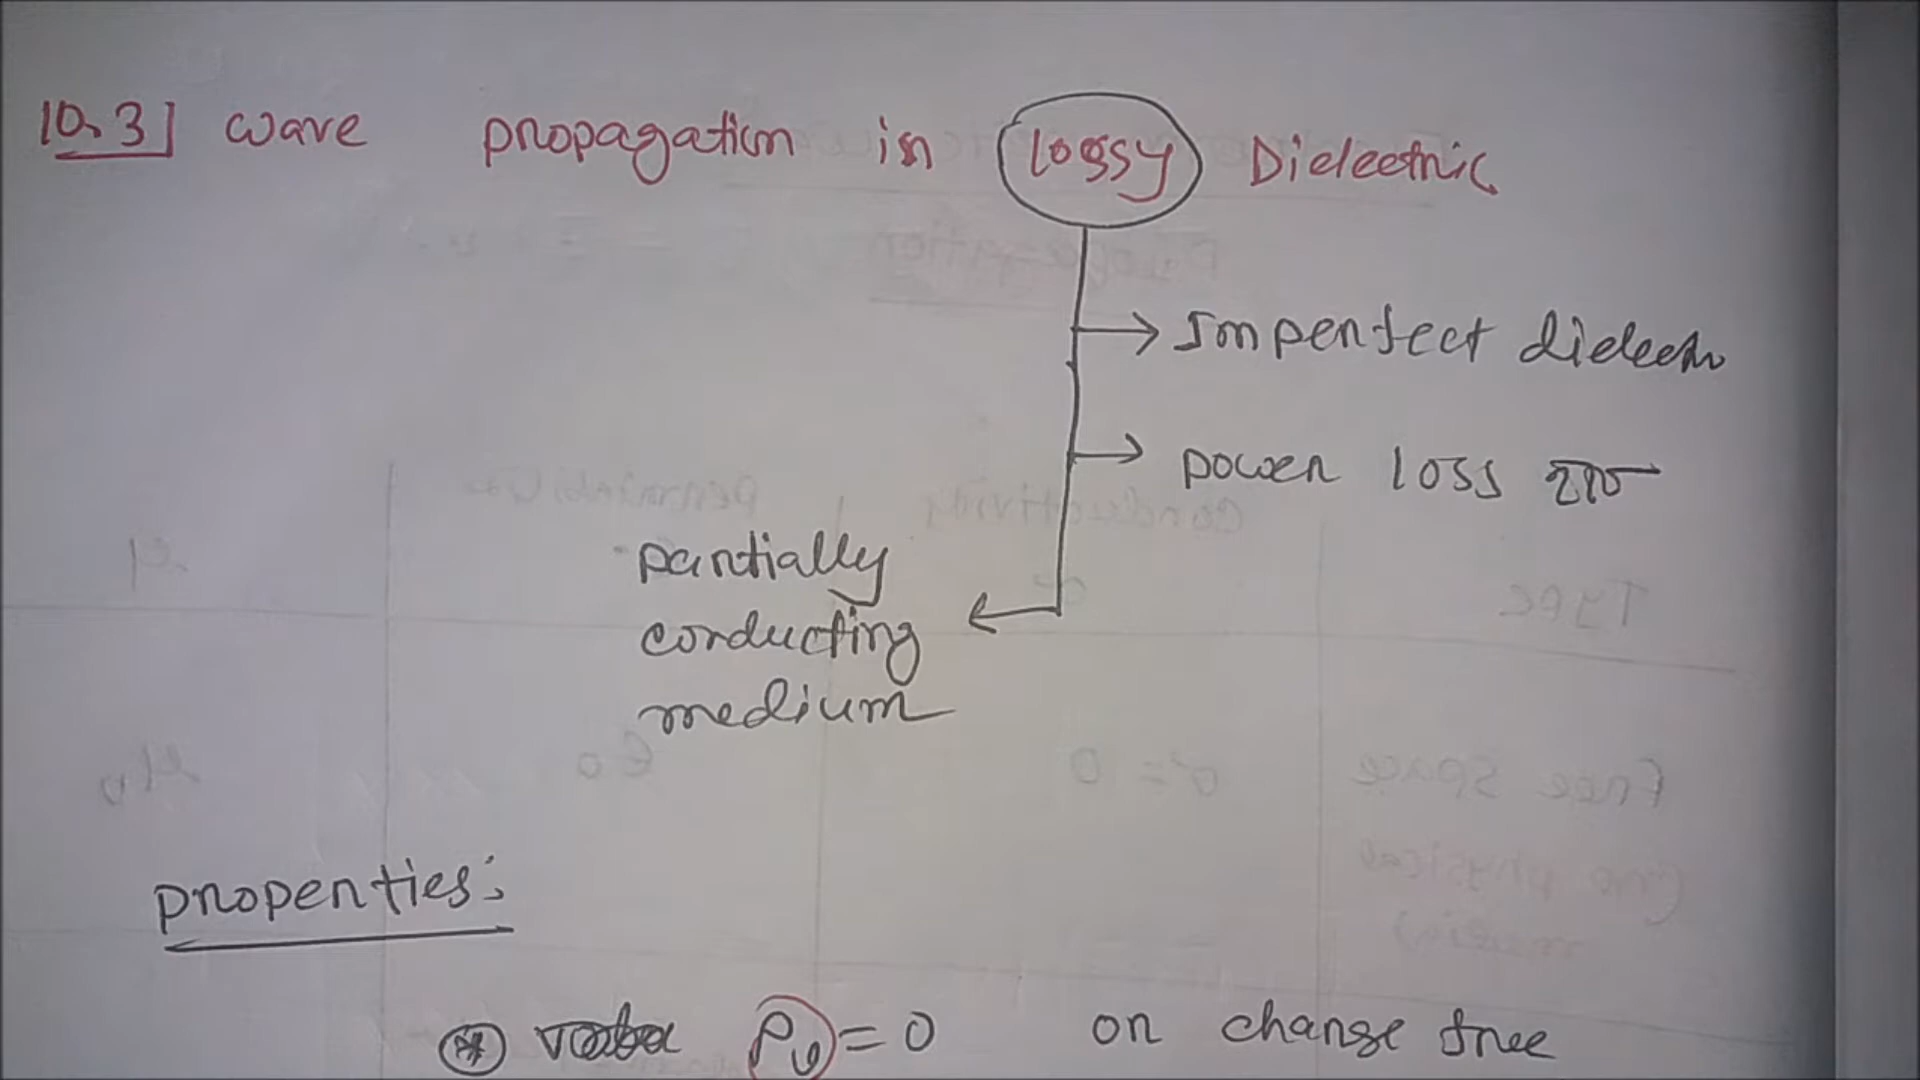 10.3] wave propagation in lossy Dielectric
→ Imperfect dielectr
→ power loss হয়
partially
conducting
medium
properties:
ρv = 0 or charge free